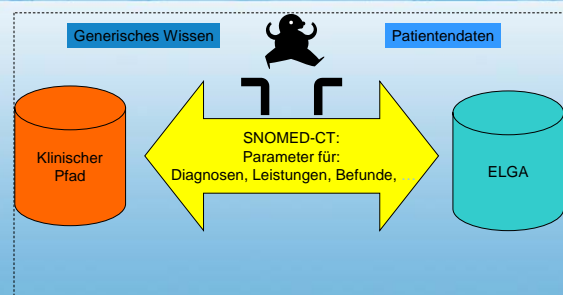 Generisches Wissen
Patientendaten
Klinischer
Pfad
SNOMED-CT:
Parameter für:
Diagnosen, Leistungen, Befunde, ...
ELGA